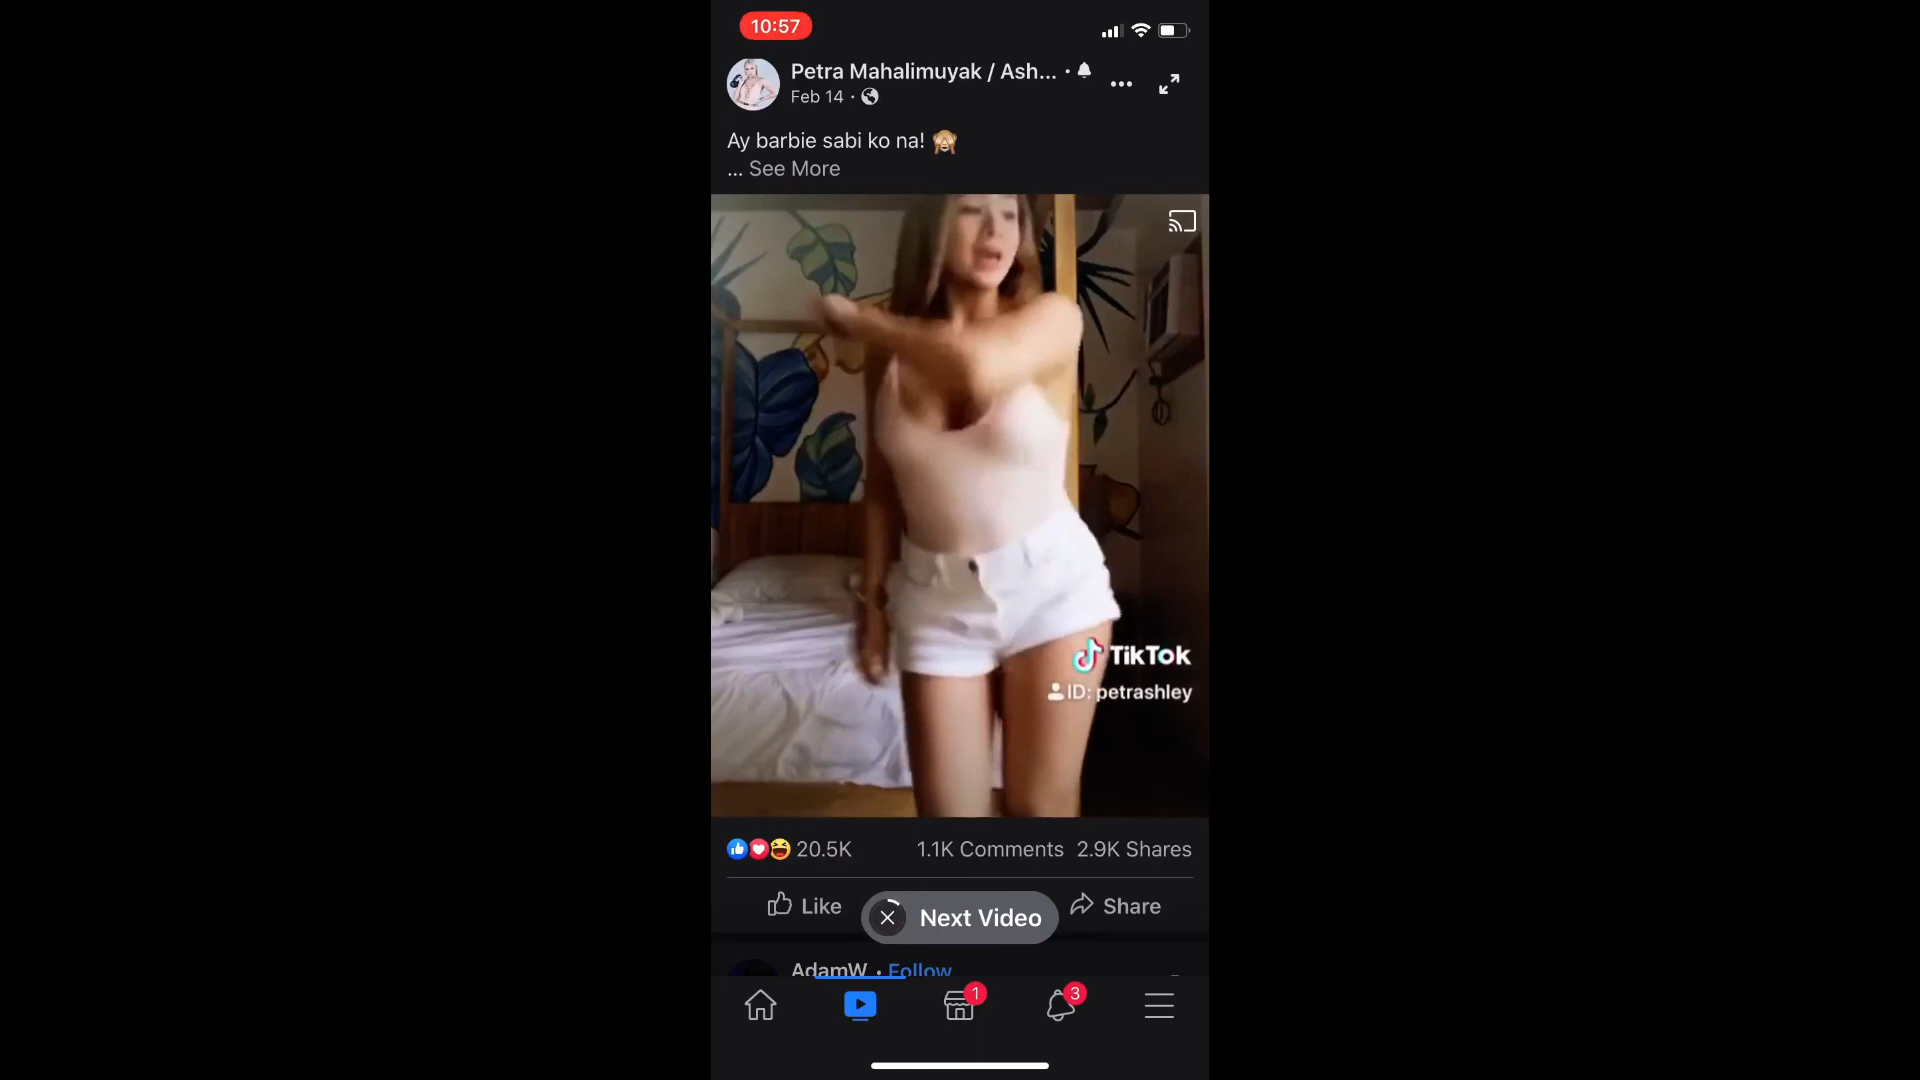 10:57
Petra Mahalimuyak / Ash... ·
Feb 14 ·
Ay barbie sabi ko na! 🙈
... See More
TikTok
ID: petrashley
20.5K 1.1K Comments 2.9K Shares
Like Next Video Share
AdamW · Follow
1 3